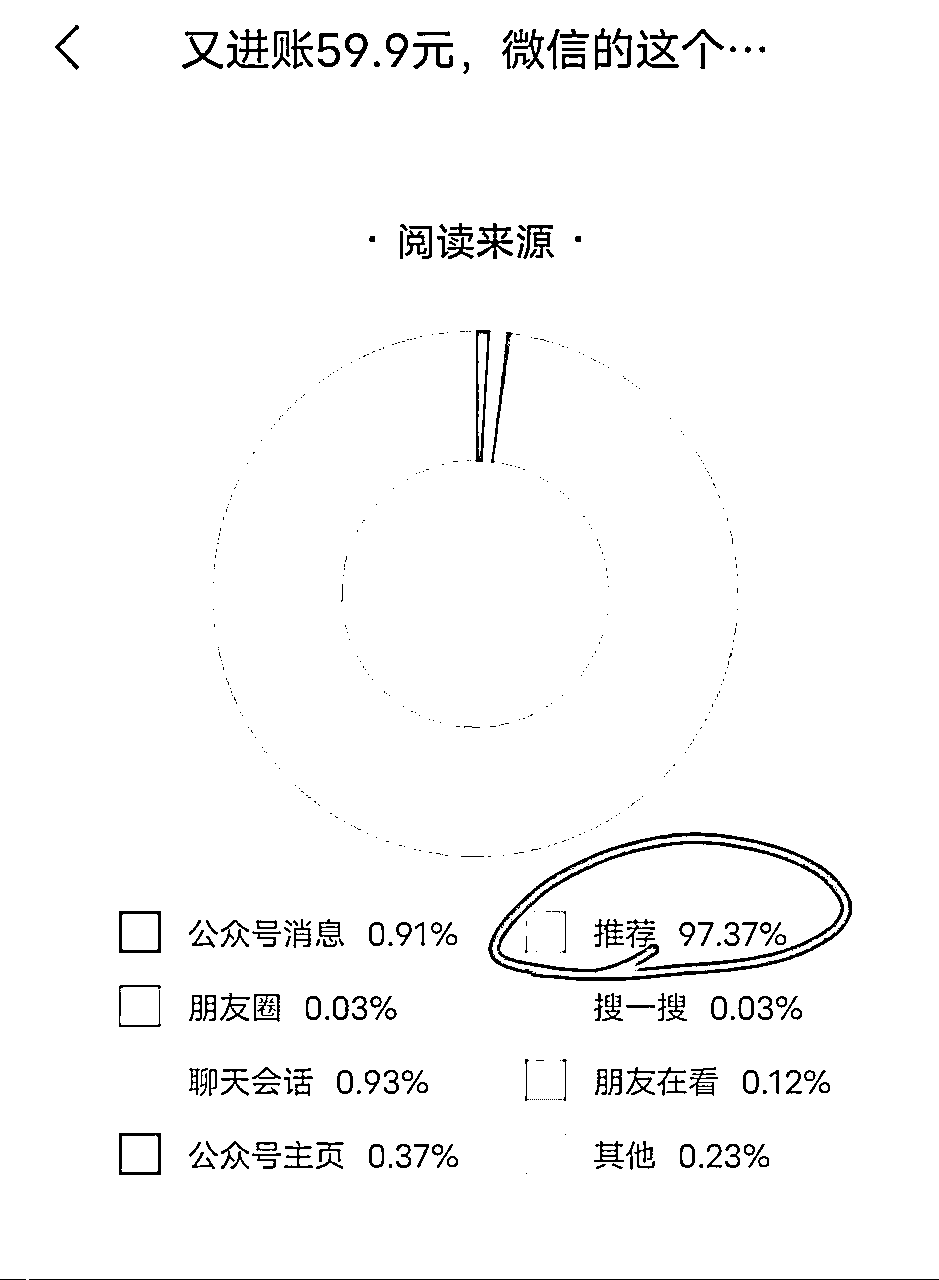 又进账59.9元，微信的这个…
· 阅读来源 ·
公众号消息 0.91% 推荐 97.37%
朋友圈 0.03% 搜一搜 0.03%
聊天会话 0.93% 朋友在看 0.12%
公众号主页 0.37% 其他 0.23%